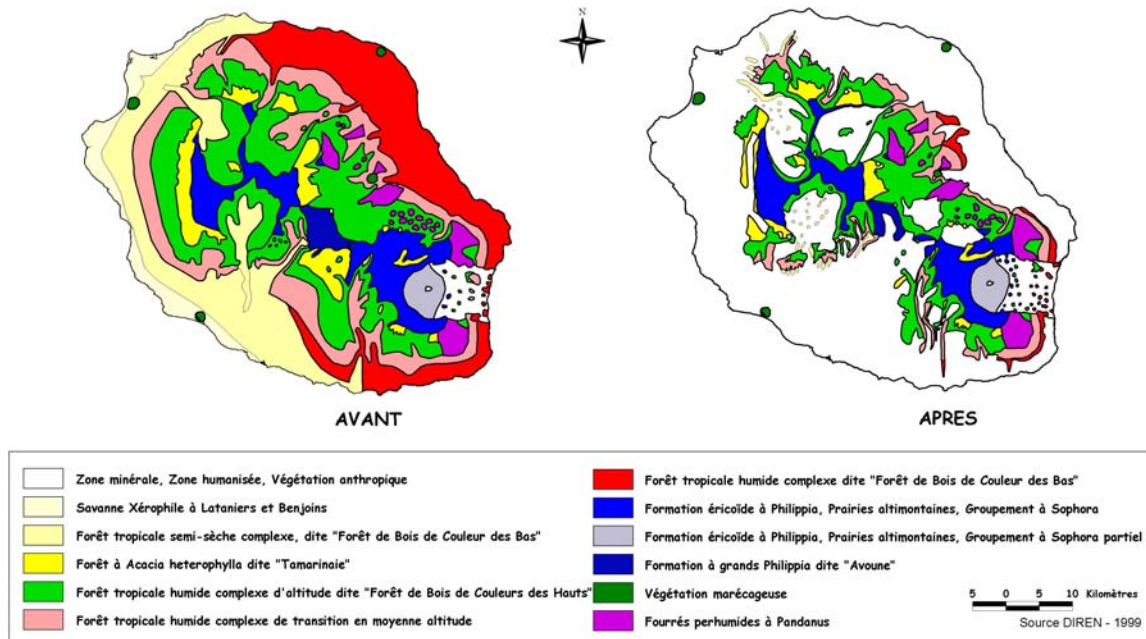 N
AVANT
APRES
Zone minérale, Zone humanisée, Végétation anthropique
Savanne Xérophile à Lataniers et Benjoins
Forêt tropicale semi-sèche complexe, dite "Forêt de Bois de Couleur des Bas"
Forêt à Acacia heterophylla dite "Tamarinaie"
Forêt tropicale humide complexe d'altitude dite "Forêt de Bois de Couleurs des Hauts"
Forêt tropicale humide complexe de transition en moyenne altitude
Forêt tropicale humide complexe dite "Forêt de Bois de Couleur des Bas"
Formation éricoïde à Philippia, Prairies altimontaines, Groupement à Sophora
Formation éricoïde à Philippia, Prairies altimontaines, Groupement à Sophora partiel
Formation à grands Philippia dite "Avoune"
Végétation marécageuse
Fourrés perhumides à Pandanus
5 0 5 10 Kilomètres
Source DIREN - 1999